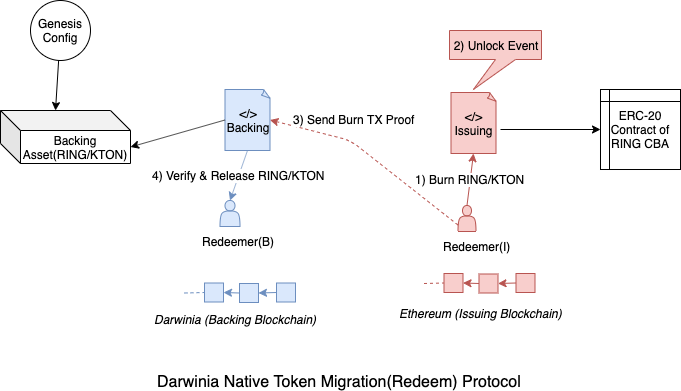 Genesis
Config
2) Unlock Event
</>
Backing
3) Send Burn TX Proof
</>
Issuing
ERC-20
Contract of
RING CBA
Backing
Asset(RING/KTON)
4) Verify & Release RING/KTON
1) Burn RING/KTON
Redeemer(B)
Redeemer(I)
Darwinia (Backing Blockchain)
Ethereum (Issuing Blockchain)
Darwinia Native Token Migration(Redeem) Protocol